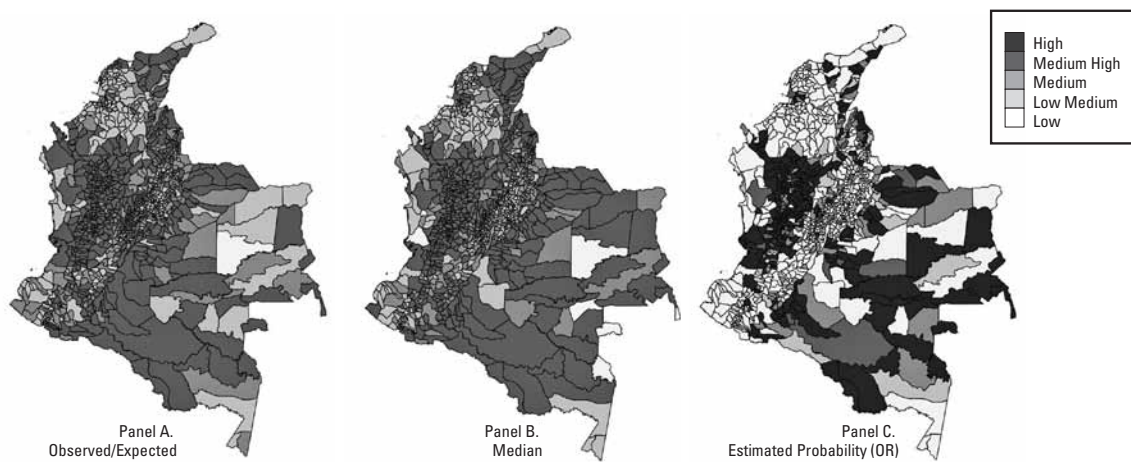 High
Medium High
Medium
Low Medium
Low
Panel A.
Observed/Expected
Panel B.
Median
Panel C.
Estimated Probability (OR)